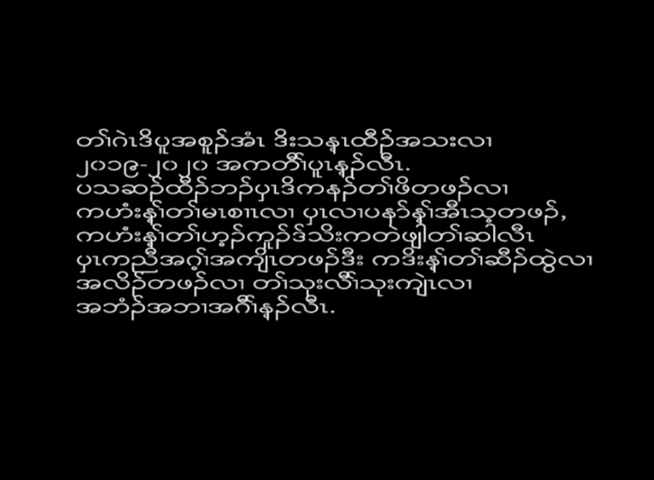 တၢ်ဂဲၤဒိပူအစူၣ်အံၤ ဒိးသန့ၤထီၣ်အသးလၢ
၂၀၁၉-၂၀၂၀ အကတီၢ်ပူၤန့ၣ်လီၤ.
ပသဆၣ်ထီၣ်ဘၣ်ပှၤဒိကနၣ်တၢ်ဖိတဖၣ်လၢ
ကဟံးန့ၢ်တၢ်မၤစၢၤလၢ ပှၤလၢပနာ်န့ၢ်အီၤသ့တဖၣ်,
ကဟံးန့ၢ်တၢ်ဟ့ၣ်ကူၣ်ဒ်သိးကတဲဖျါတၢ်ဆါလီၤ
ပှၤကညီအဂ့ၢ်အကျိၤတဖၣ်ဒီး ကဒိးန့ၢ်တၢ်ဆီၣ်ထွဲလၢ
အလိၣ်တဖၣ်လၢ တၢ်သုးလီၢ်သုးကျဲၤလၢ
အဘံၣ်အဘၢအဂီၢ်န့ၣ်လီၤ.